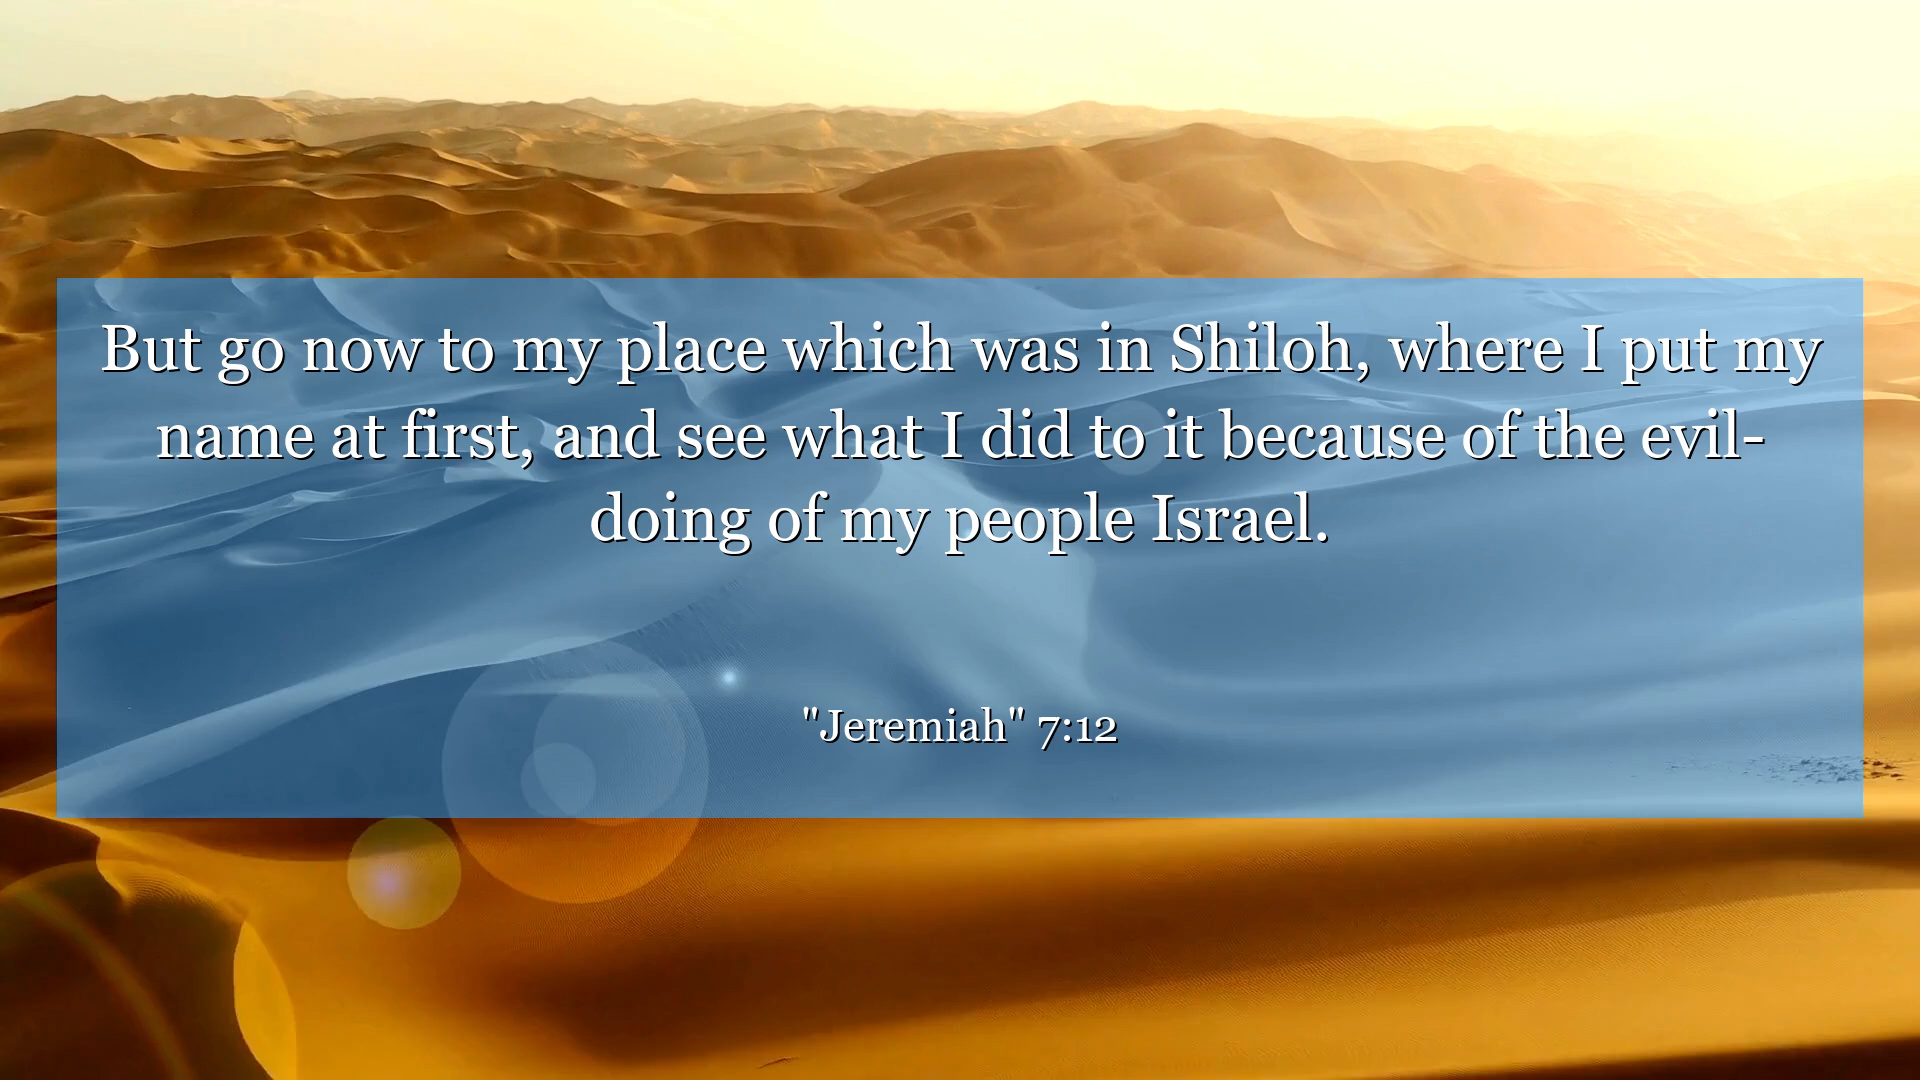 But go now to my place which was in Shiloh, where I put my
name at first, and see what I did to it because of the evil-
doing of my people Israel.
"Jeremiah" 7:12